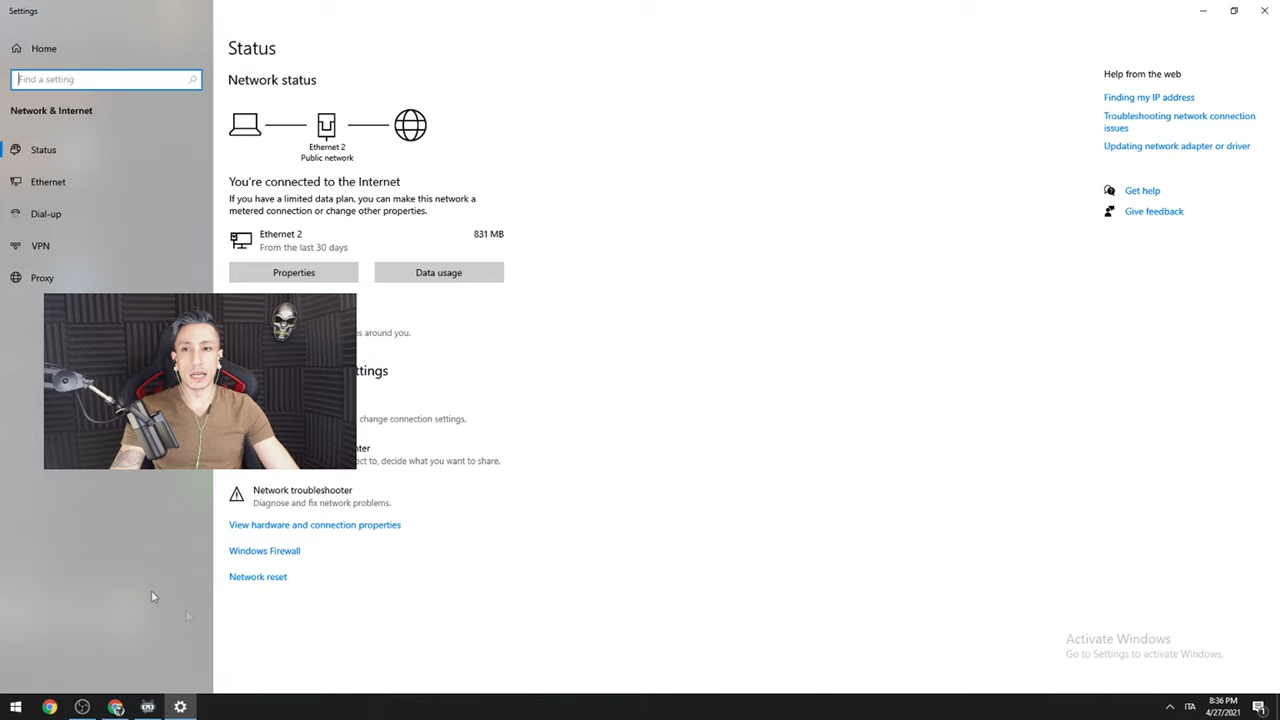 Settings
Home
Find a setting
Network & Internet
Status
Ethernet
Dial-up
VPN
Proxy
Status
Network status
Ethernet 2
Public network
You're connected to the Internet
If you have a limited data plan, you can make this network a
metered connection or change other properties.
Ethernet 2
831 MB
From the last 30 days
Properties
Data usage
around you.
change connection settings.
decide what you want to share.
Network troubleshooter
Diagnose and fix network problems.
View hardware and connection properties
Windows Firewall
Network reset
Help from the web
Finding my IP address
Troubleshooting network connection
issues
Updating network adapter or driver
Get help
Give feedback
Activate Windows
Go to Settings to activate Windows.
ITA
8:36 PM
4/27/2021
1